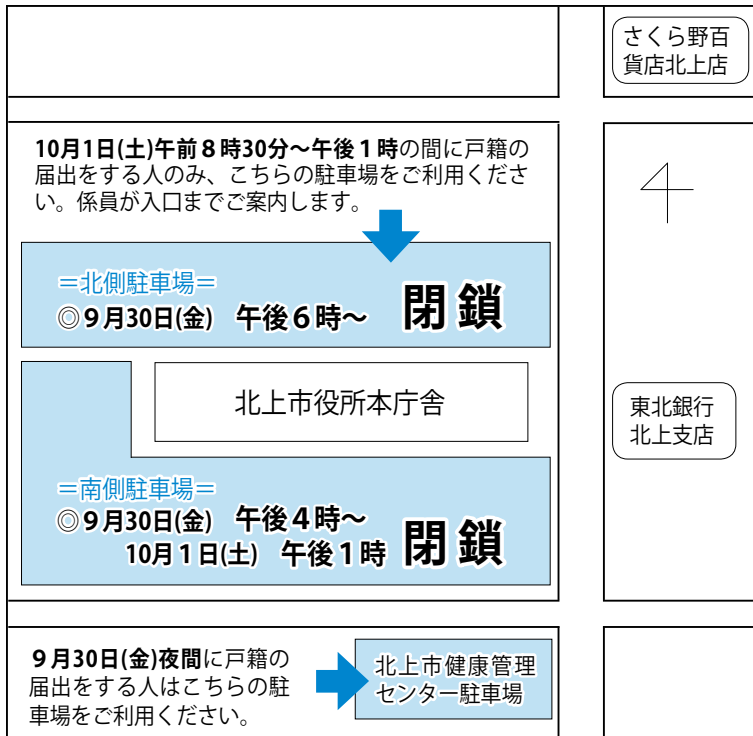 さくら野百
貨店北上店
10月1日(土)午前８時30分～午後１時の間に戸籍の
届出をする人のみ、こちらの駐車場をご利用くださ
い。係員が入口までご案内します。
＝北側駐車場＝
◎９月30日(金)　午後６時～　閉鎖
北上市役所本庁舎
東北銀行
北上支店
＝南側駐車場＝
◎９月30日(金)　午後４時～
10月１日(土)　午後１時　閉鎖
９月30日(金)夜間に戸籍の
届出をする人はこちらの駐
車場をご利用ください。
北上市健康管理
センター駐車場